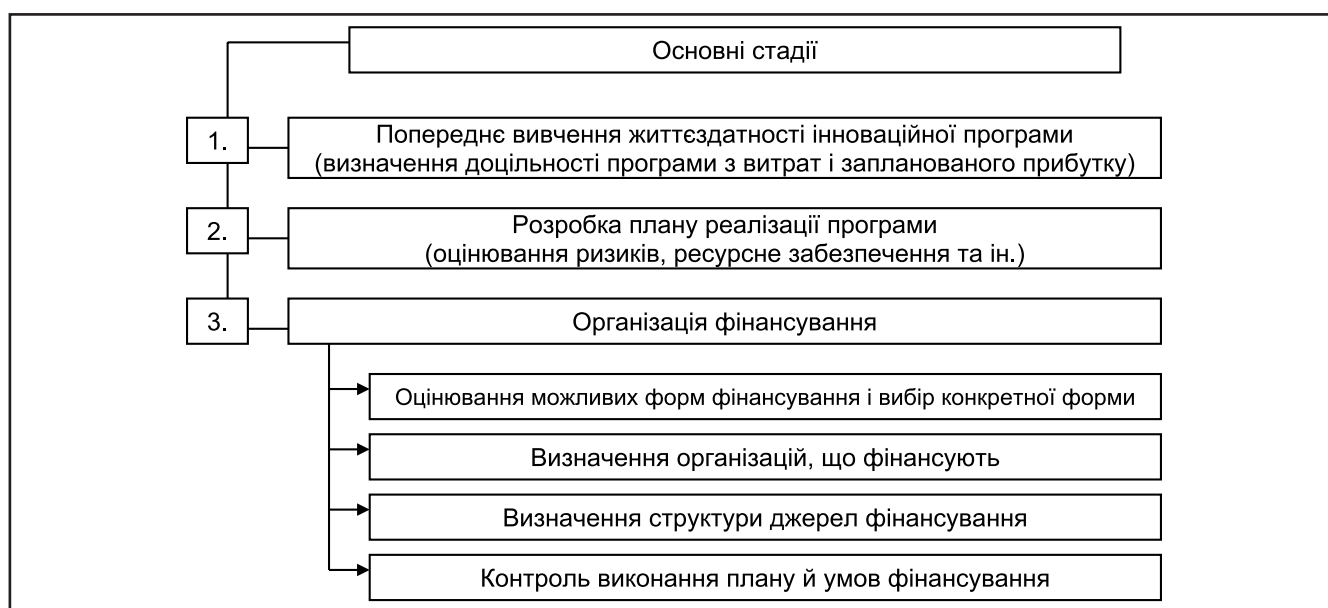 Основні стадії
1.
Попереднє вивчення життєздатності інноваційної програми
(визначення доцільності програми з витрат і запланованого прибутку)
2.
Розробка плану реалізації програми
(оцінювання ризиків, ресурсне забезпечення та ін.)
3.
Організація фінансування
Оцінювання можливих форм фінансування і вибір конкретної форми
Визначення організацій, що фінансують
Визначення структури джерел фінансування
Контроль виконання плану й умов фінансування